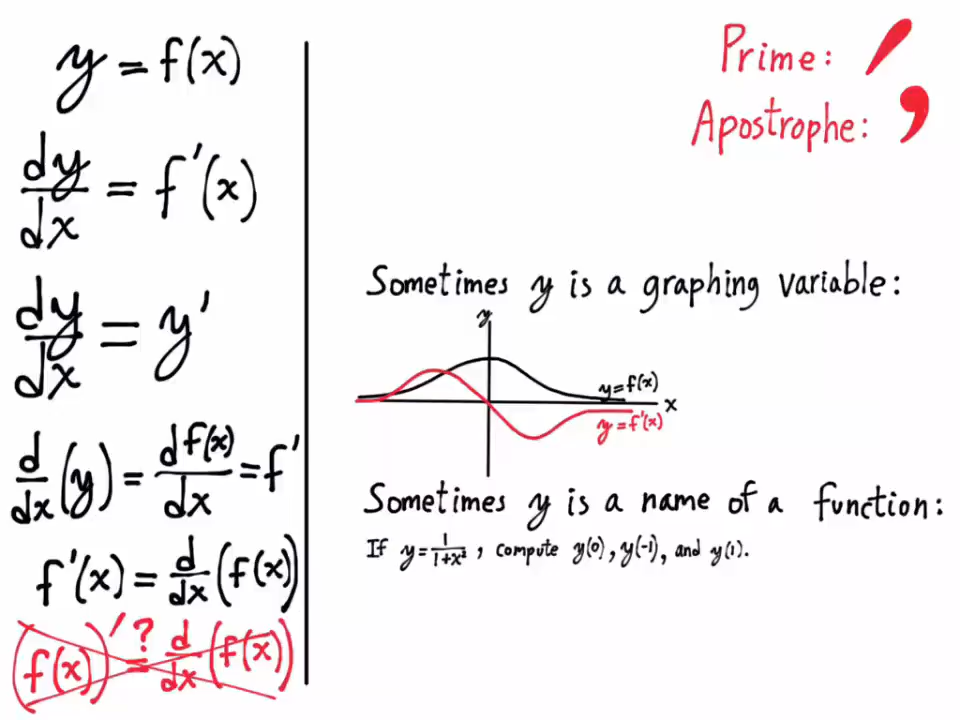 y = f(x)
dy/dx = f′(x)
dy/dx = y′
d/dx (y) = df(x)/dx = f′
f′(x) = d/dx (f(x))
(f(x))′ ?= d/dx (f(x))
Prime: ′
Apostrophe: ’
Sometimes y is a graphing variable:
y
y=f(x)
x
y=f′(x)
Sometimes y is a name of a function:
If y = 1/(1+x²), compute y(0), y(-1), and y(1).